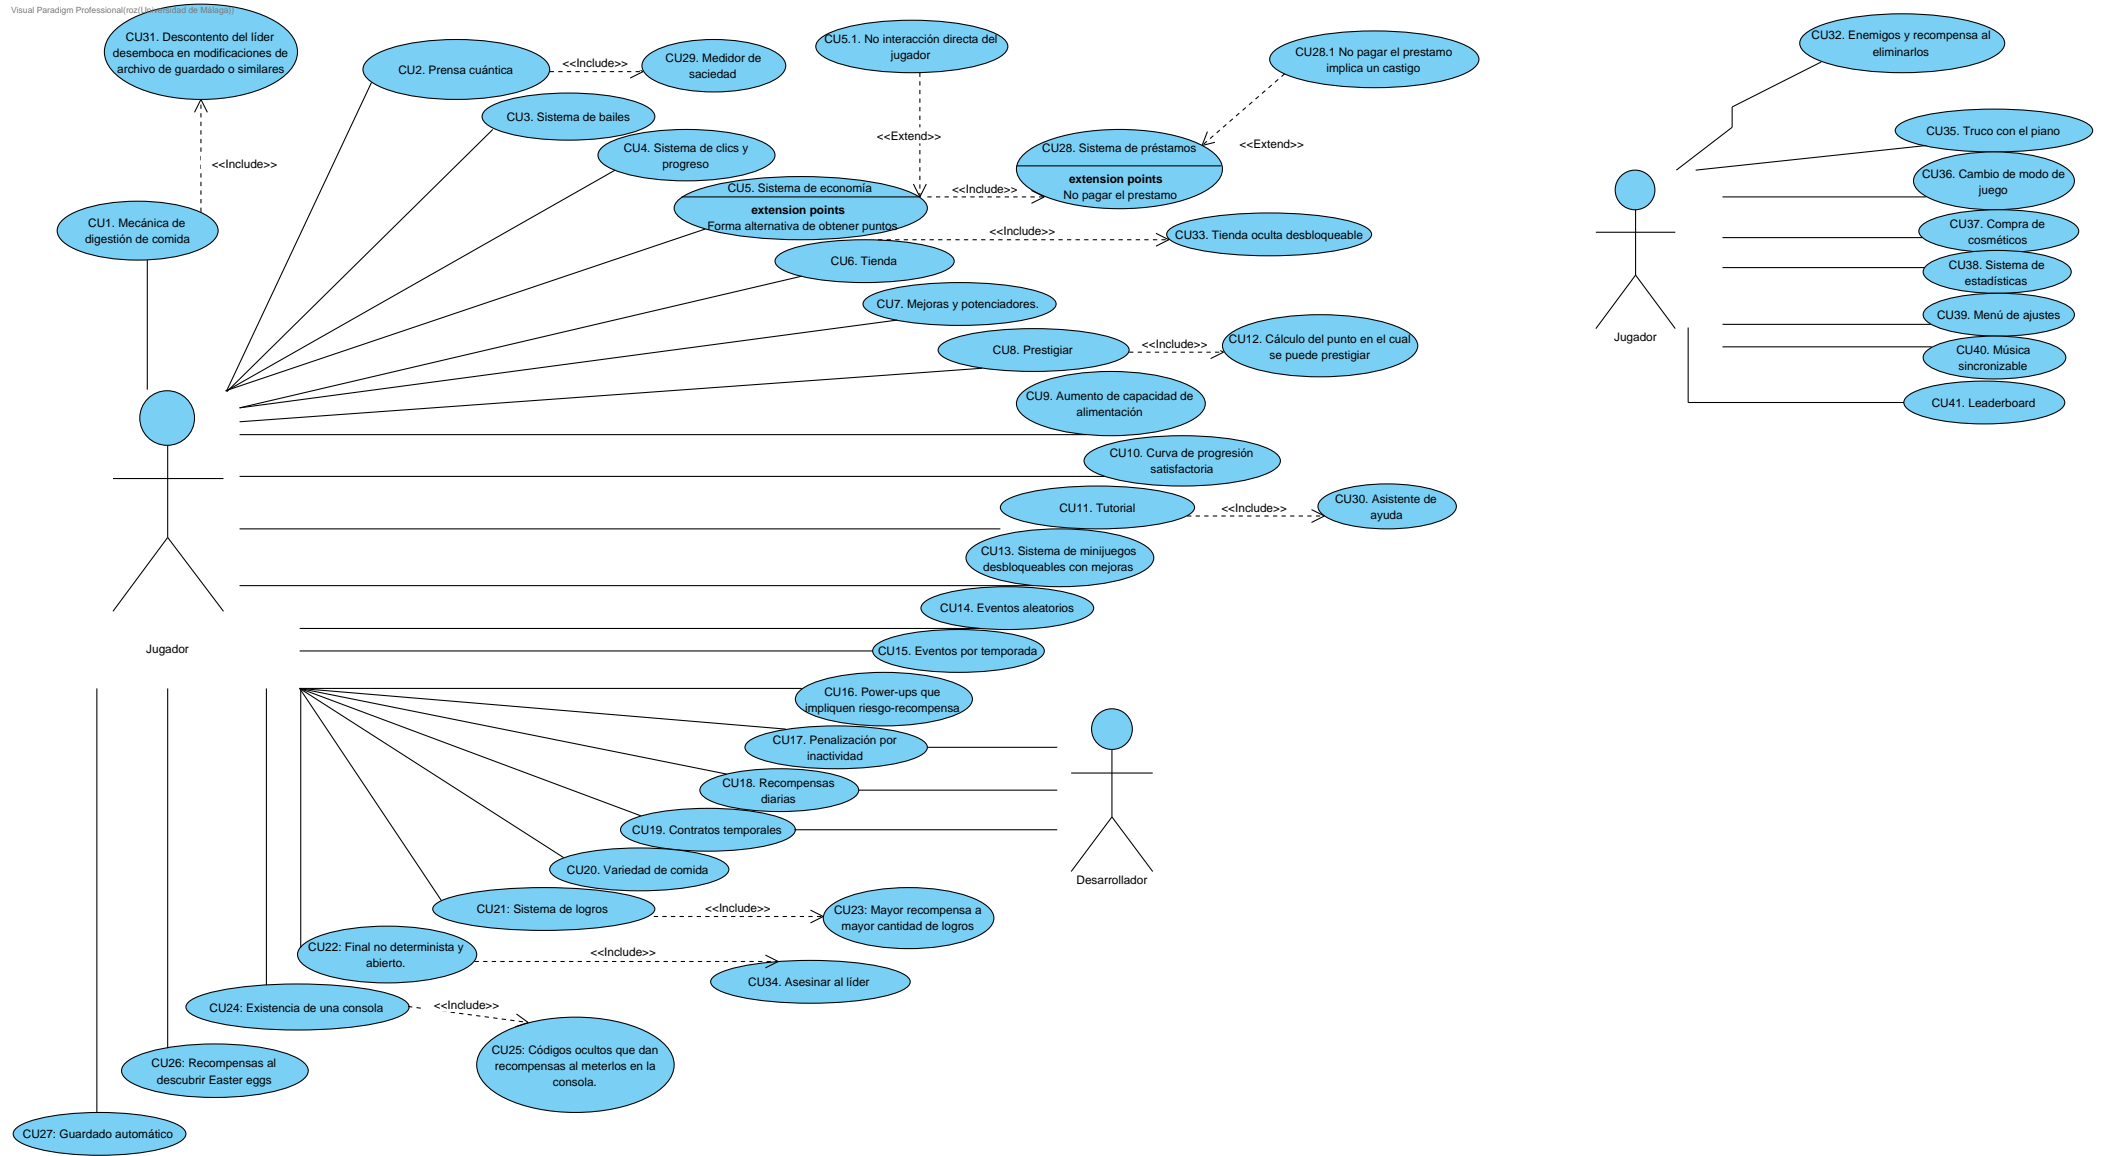 Visual Paradigm Professional(roz(Universidad de Málaga))
CU31. Descontento del líder
desemboca en modificaciones de
archivo de guardado o similares
<<Include>>
CU1. Mecánica de
digestión de comida
CU2. Prensa cuántica
<<Include>>
CU29. Medidor de
saciedad
CU3. Sistema de bailes
CU4. Sistema de clics y
progreso
CU5.1. No interacción directa del
jugador
<<Extend>>
CU5. Sistema de economía
extension points
Forma alternativa de obtener puntos
<<Include>>
CU28. Sistema de préstamos
extension points
No pagar el prestamo
CU28.1 No pagar el prestamo
implica un castigo
<<Extend>>
<<Include>>
CU33. Tienda oculta desbloqueable
CU6. Tienda
CU7. Mejoras y potenciadores.
CU8. Prestigiar
<<Include>>
CU12. Cálculo del punto en el cual
se puede prestigiar
CU9. Aumento de capacidad de
alimentación
CU10. Curva de progresión
satisfactoria
CU11. Tutorial
<<Include>>
CU30. Asistente de
ayuda
CU13. Sistema de minijuegos
desbloqueables con mejoras
CU14. Eventos aleatorios
CU15. Eventos por temporada
Jugador
CU16. Power-ups que
impliquen riesgo-recompensa
CU17. Penalización por
inactividad
CU18. Recompensas
diarias
CU19. Contratos temporales
CU20. Variedad de comida
Desarrollador
CU21: Sistema de logros
<<Include>>
CU23: Mayor recompensa a
mayor cantidad de logros
CU22: Final no determinista y
abierto.
<<Include>>
CU34. Asesinar al líder
CU24: Existencia de una consola
<<Include>>
CU25: Códigos ocultos que dan
recompensas al meterlos en la
consola.
CU26: Recompensas al
descubrir Easter eggs
CU27: Guardado automático
CU32. Enemigos y recompensa al
eliminarlos
CU35. Truco con el piano
CU36. Cambio de modo de
juego
CU37. Compra de
cosméticos
CU38. Sistema de
estadísticas
CU39. Menú de ajustes
Jugador
CU40. Música
sincronizable
CU41. Leaderboard